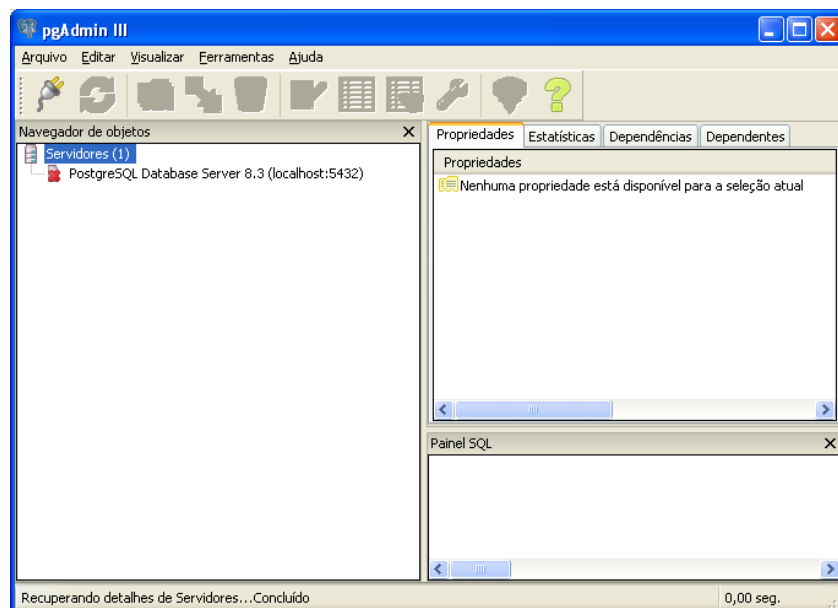 pgAdmin III
Arquivo Editar Visualizar Ferramentas Ajuda
Navegador de objetos
Servidores (1)
PostgreSQL Database Server 8.3 (localhost:5432)
Propriedades Estatísticas Dependências Dependentes
Propriedades
Nenhuma propriedade está disponível para a seleção atual
Painel SQL
Recuperando detalhes de Servidores...Concluído 0,00 seg.